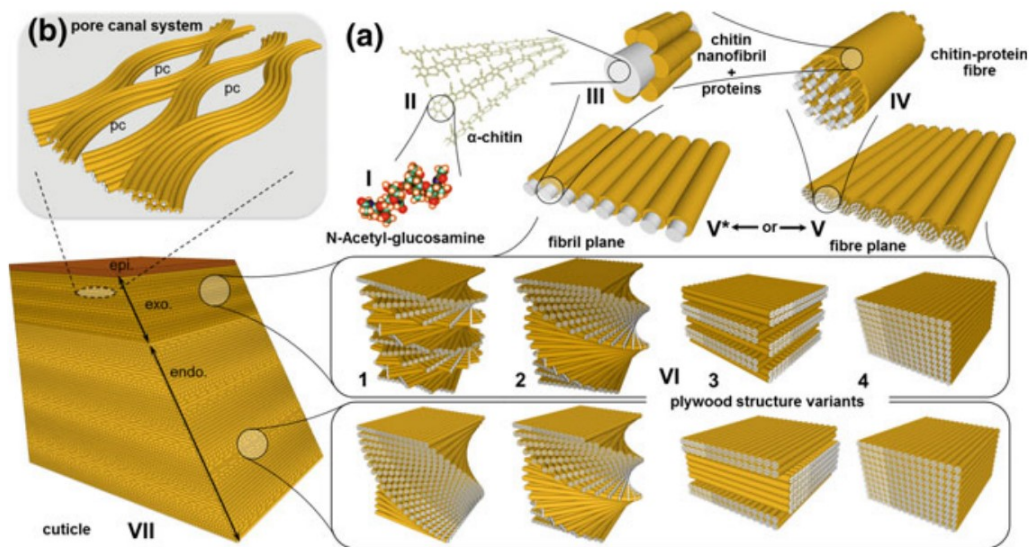 (b)
pore canal system
pc
pc
pc
(a)
II
α-chitin
I
N-Acetyl-glucosamine
III
chitin
nanofibril
+
proteins
IV
chitin-protein
fibre
fibril plane
V* ←or→ V
fibre plane
epi.
exo.
endo.
1
2
VI
3
4
plywood structure variants
cuticle
VII